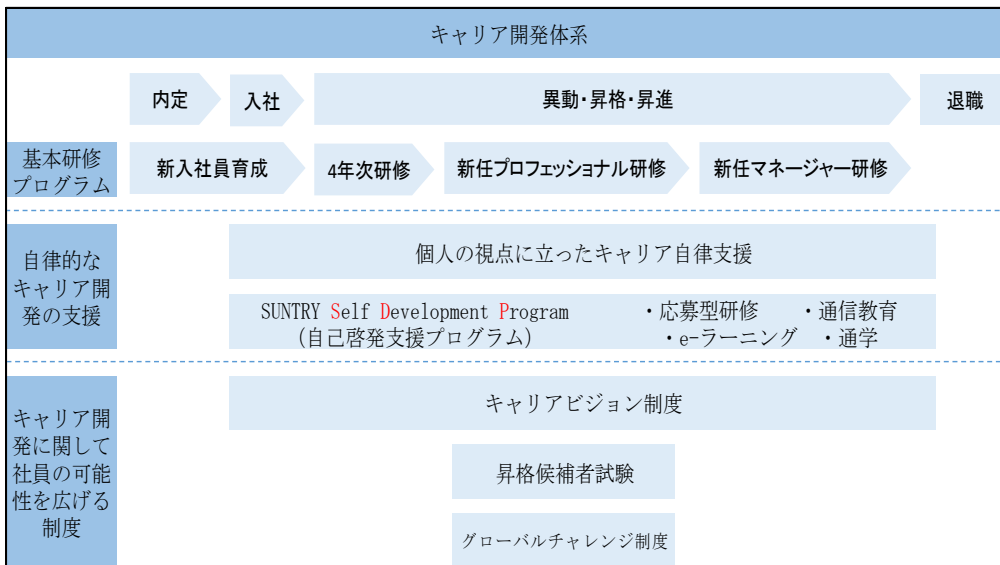 キャリア開発体系
内定
入社
異動・昇格・昇進
退職
基本研修
プログラム
新入社員育成
4年次研修
新任プロフェッショナル研修
新任マネージャー研修
自律的な
キャリア開
発の支援
個人の視点に立ったキャリア自律支援
SUNTRY Self Development Program
(自己啓発支援プログラム)
・応募型研修 ・通信教育
・e-ラーニング ・通学
キャリア開
発に関して
社員の可能
性を広げる
制度
キャリアビジョン制度
昇格候補者試験
グローバルチャレンジ制度